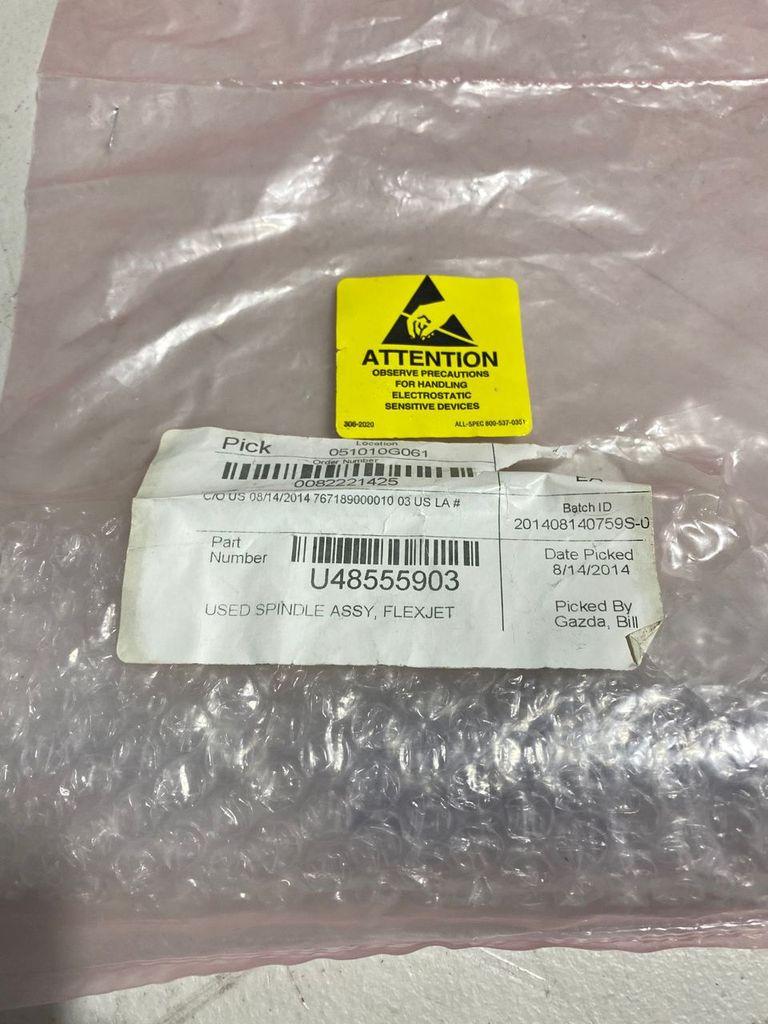 ATTENTION
OBSERVE PRECAUTIONS
FOR HANDLING
ELECTROSTATIC
SENSITIVE DEVICES
306-2020 ALL-SPEC 800-537-0351
Pick
Location
051010G061
Order Number
0082221425
C/O US 08/14/2014 767189000010 03 US LA #
Part
Number
U48555903
USED SPINDLE ASSY, FLEXJET
Batch ID
201408140759S-0
Date Picked
8/14/2014
Picked By
Gazda, Bill